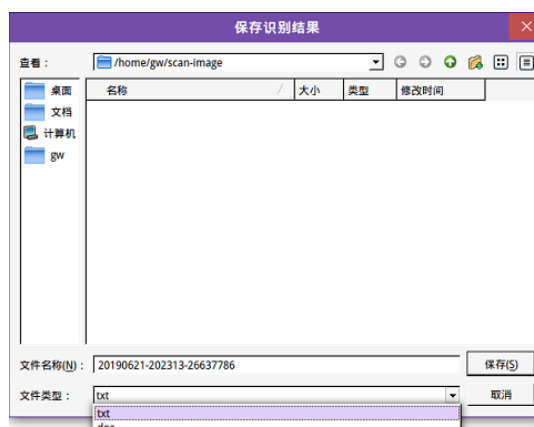 保存识别结果
查看：
/home/gw/scan-image
名称 大小 类型 修改时间
桌面
文档
计算机
gw
文件名称(N)： 20190621-202313-26637786 保存(S)
文件类型： txt 取消
txt
doc